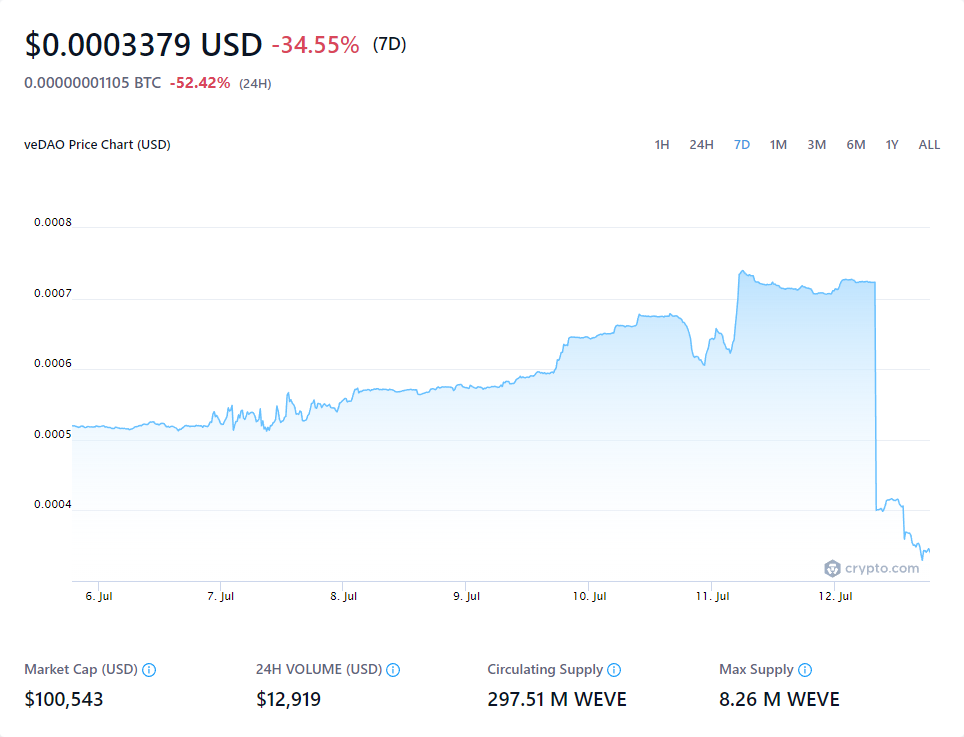 $0.0003379 USD -34.55% (7D)
0.00000001105 BTC -52.42% (24H)
veDAO Price Chart (USD) 1H 24H 7D 1M 3M 6M 1Y ALL
0.0008
0.0007
0.0006
0.0005
0.0004
crypto.com
6. Jul 7. Jul 8. Jul 9. Jul 10. Jul 11. Jul 12. Jul
Market Cap (USD) 24H VOLUME (USD) Circulating Supply Max Supply
$100,543 $12,919 297.51 M WEVE 8.26 M WEVE